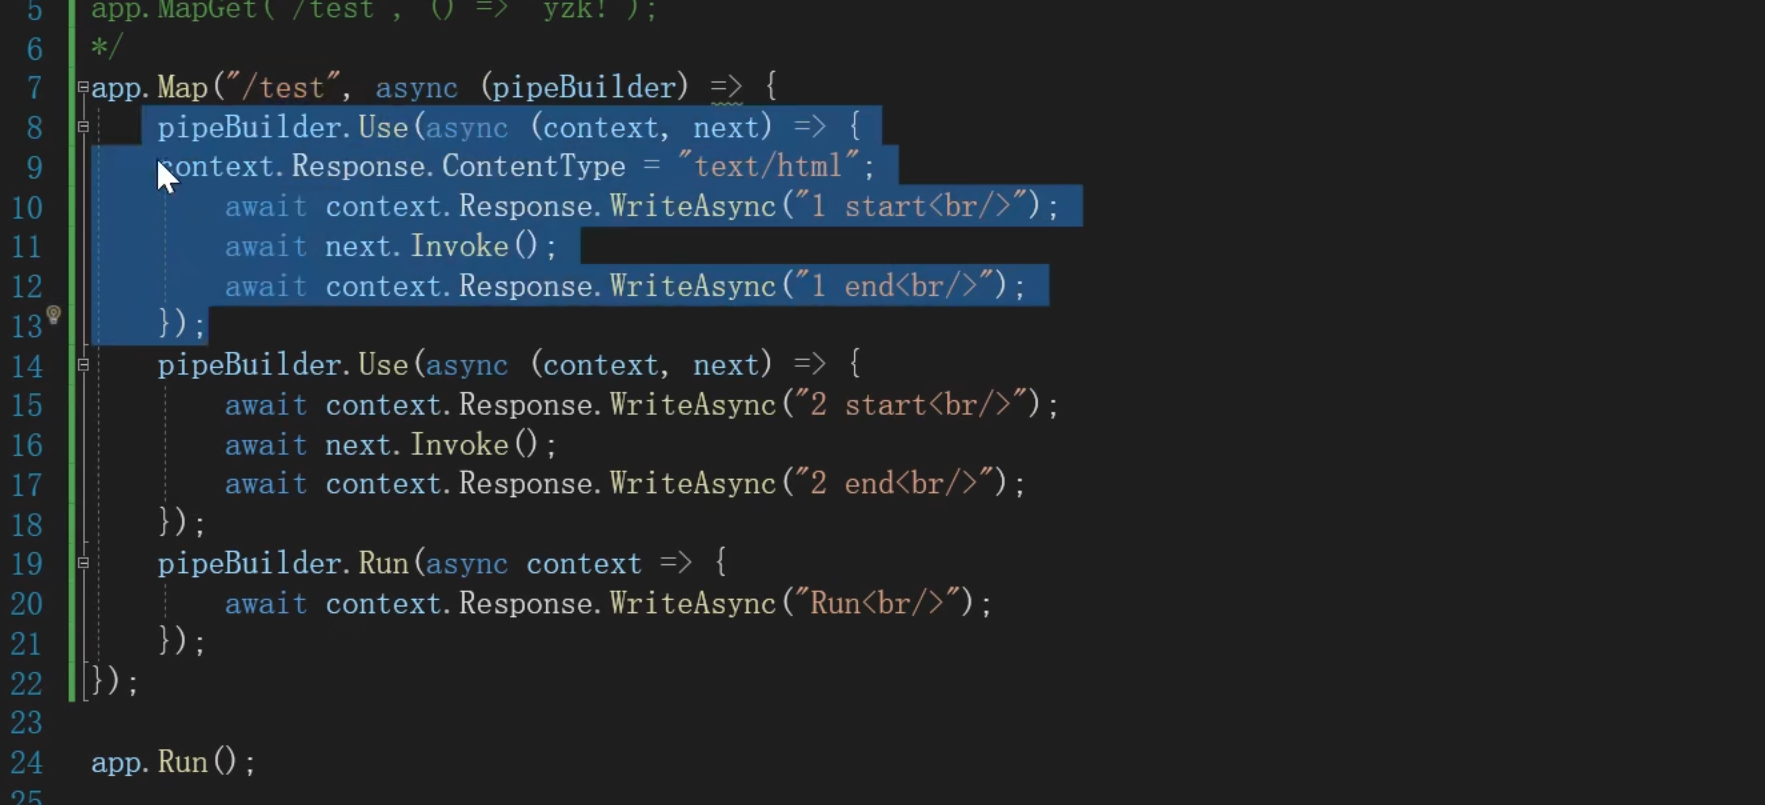 5 app.MapGet("/test", () => "yzk!");
6 */
7 app.Map("/test", async (pipeBuilder) => {
8 pipeBuilder.Use(async (context, next) => {
9 context.Response.ContentType = "text/html";
10 await context.Response.WriteAsync("1 start<br/>");
11 await next.Invoke();
12 await context.Response.WriteAsync("1 end<br/>");
13 });
14 pipeBuilder.Use(async (context, next) => {
15 await context.Response.WriteAsync("2 start<br/>");
16 await next.Invoke();
17 await context.Response.WriteAsync("2 end<br/>");
18 });
19 pipeBuilder.Run(async context => {
20 await context.Response.WriteAsync("Run<br/>");
21 });
22 });
23
24 app.Run();
25